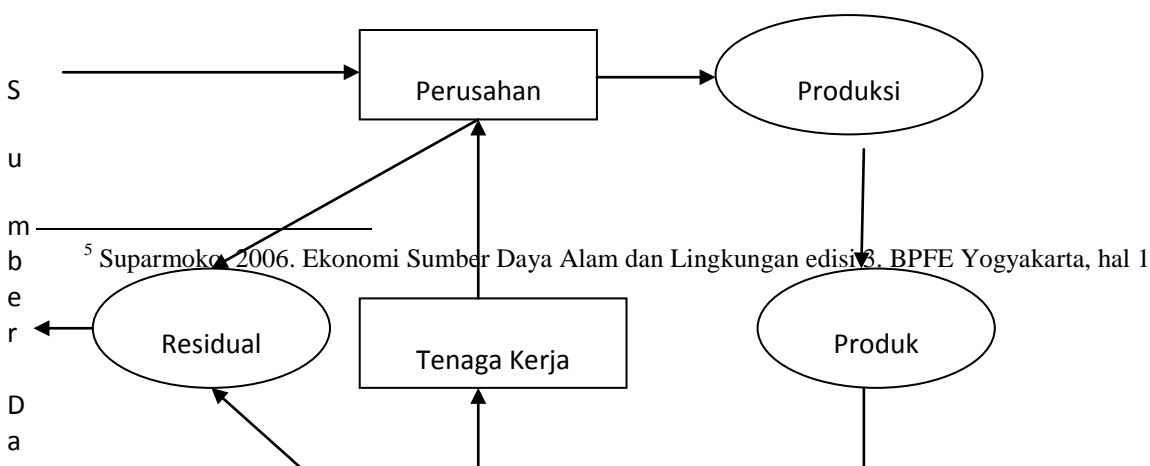 Perusahan
Produksi
S
u
m
b
e
r
D
a
5 Suparmoko, 2006. Ekonomi Sumber Daya Alam dan Lingkungan edisi 3. BPFE Yogyakarta, hal 1
Residual
Tenaga Kerja
Produk